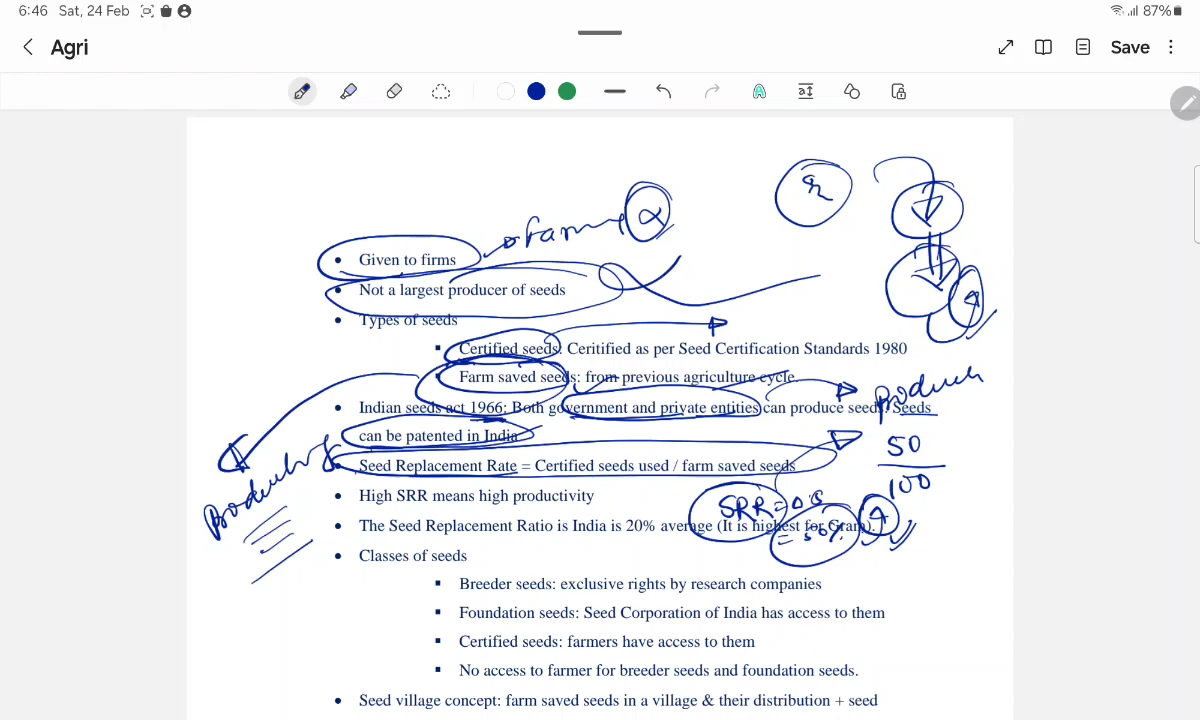 6:46 Sat, 24 Feb 87%
Agri Save
Farm
• Given to firms
• Not a largest producer of seeds
• Types of seeds
▪ Certified seeds: Ceritified as per Seed Certification Standards 1980
▪ Farm saved seeds: from previous agriculture cycle.
• Indian seeds act 1966: Both government and private entities can produce seeds. Seeds
can be patented in India
50
100
• Seed Replacement Rate = Certified seeds used / farm saved seeds
• High SRR means high productivity
SRR = 0.5
= 50%
• The Seed Replacement Ratio is India is 20% average (It is highest for Gram).
• Classes of seeds
▪ Breeder seeds: exclusive rights by research companies
▪ Foundation seeds: Seed Corporation of India has access to them
▪ Certified seeds: farmers have access to them
▪ No access to farmer for breeder seeds and foundation seeds.
• Seed village concept: farm saved seeds in a village & their distribution + seed